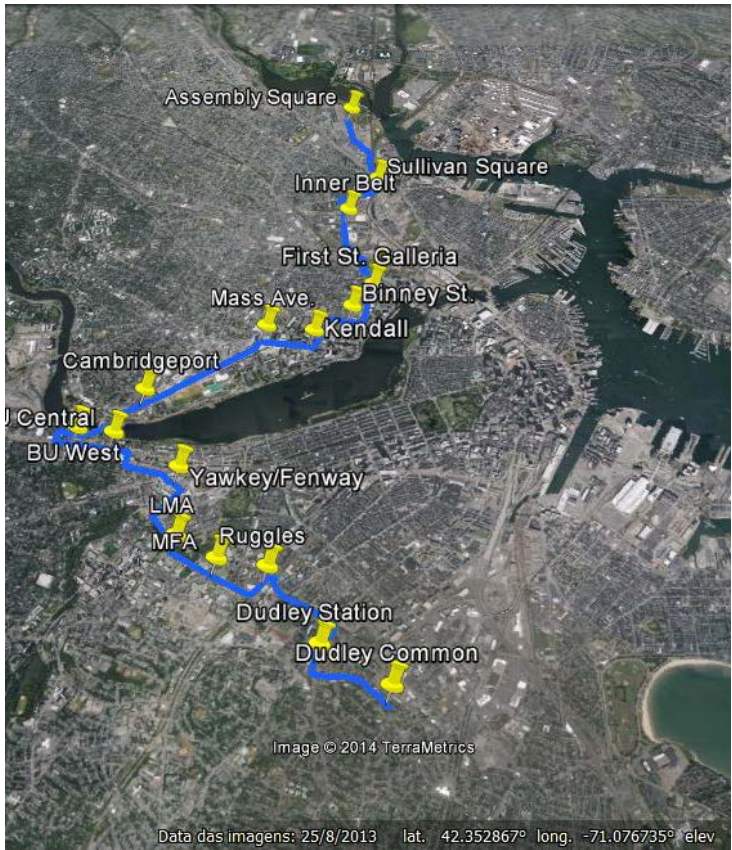 Assembly Square
Sullivan Square
Inner Belt
First St. Galleria
Binney St.
Mass Ave.
Kendall
Cambridgeport
J Central
BU West
Yawkey/Fenway
LMA
MFA
Ruggles
Dudley Station
Dudley Common
Image © 2014 TerraMetrics
Data das imagens: 25/8/2013 lat. 42.352867° long. -71.076735° elev